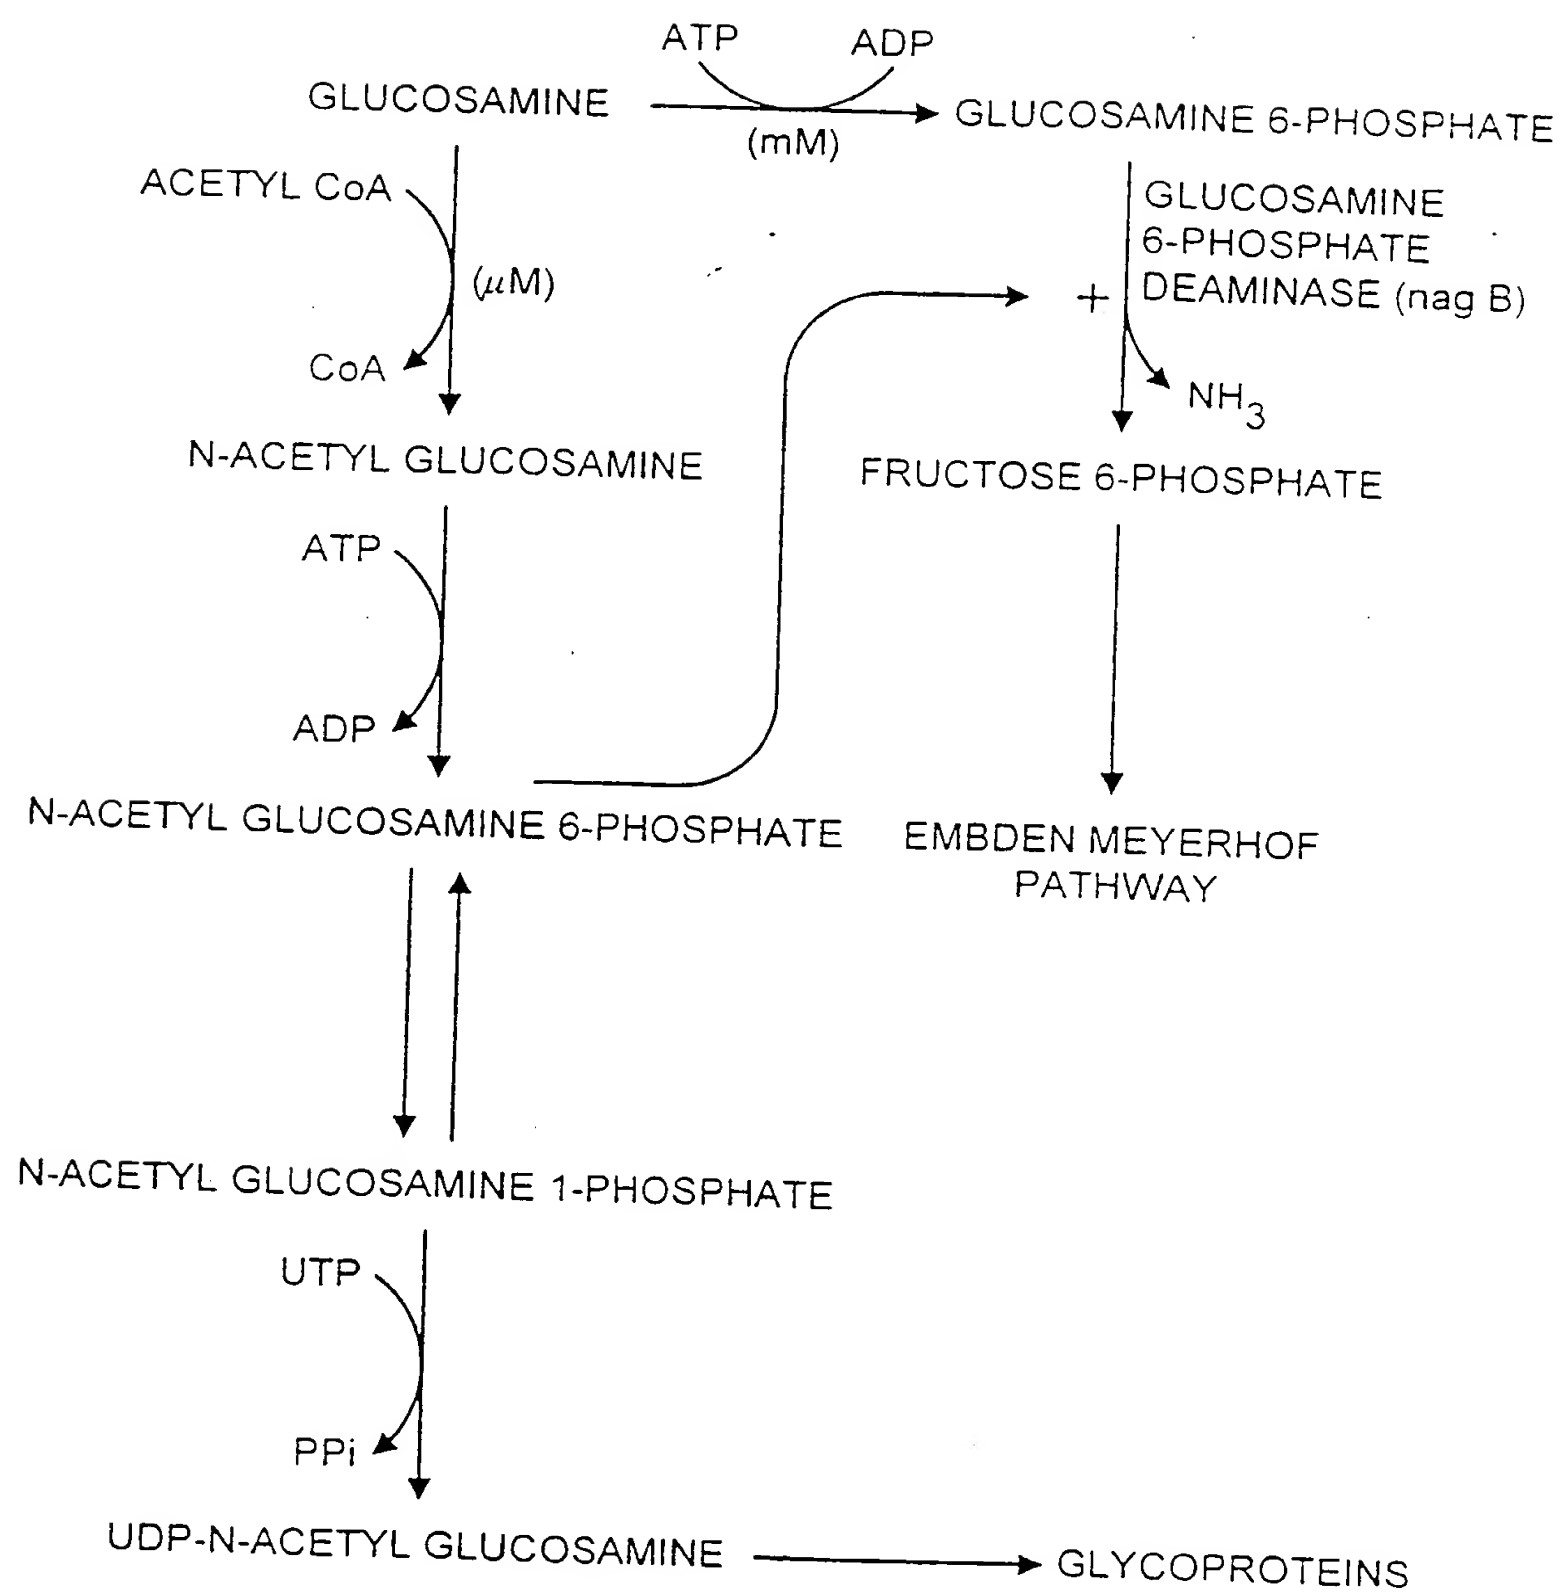 ATP ADP
GLUCOSAMINE GLUCOSAMINE 6-PHOSPHATE
(mM)
ACETYL CoA
GLUCOSAMINE
6-PHOSPHATE
DEAMINASE (nag B)
(μM)
+
CoA
NH3
N-ACETYL GLUCOSAMINE
FRUCTOSE 6-PHOSPHATE
ATP
ADP
N-ACETYL GLUCOSAMINE 6-PHOSPHATE
EMBDEN MEYERHOF
PATHWAY
N-ACETYL GLUCOSAMINE 1-PHOSPHATE
UTP
PPi
UDP-N-ACETYL GLUCOSAMINE
GLYCOPROTEINS